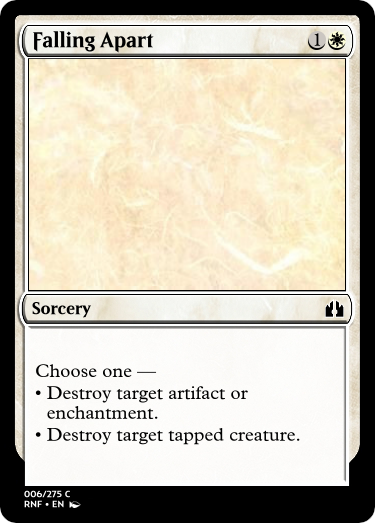 Falling Apart 1
Sorcery
Choose one —
• Destroy target artifact or
enchantment.
• Destroy target tapped creature.
006/275 C
RNF • EN